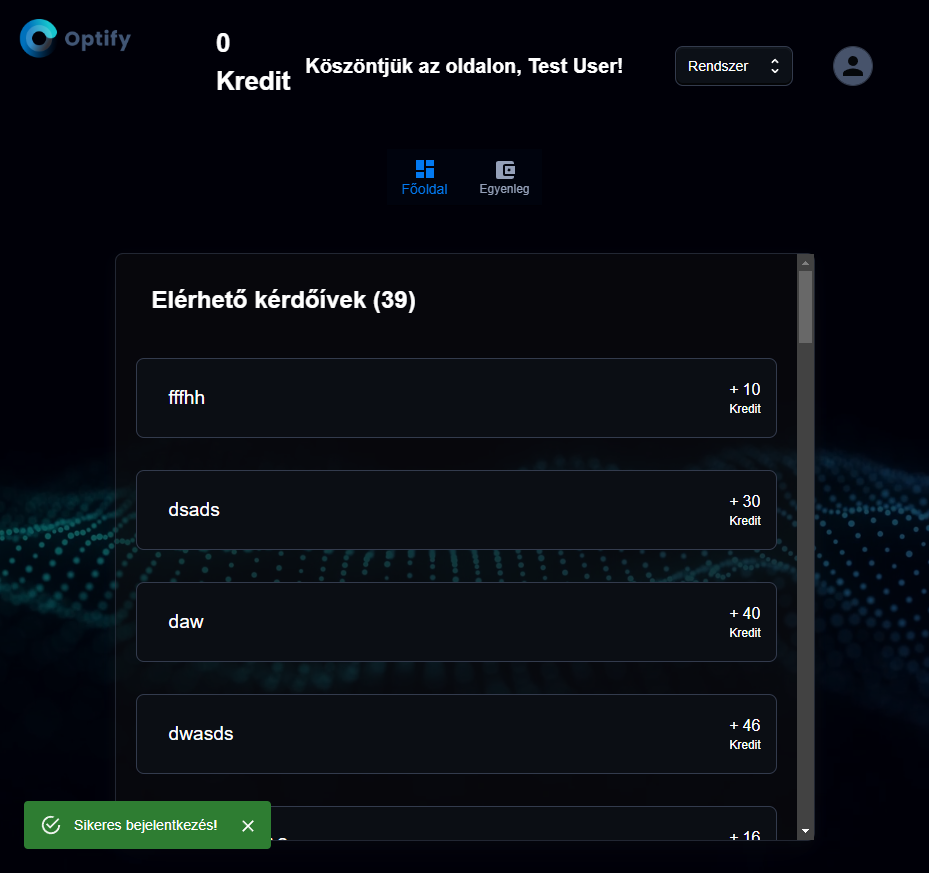 Optify
0
Kredit
Köszöntjük az oldalon, Test User!
Rendszer
Főoldal
Egyenleg
Elérhető kérdőívek (39)
fffhh
+ 10
Kredit
dsads
+ 30
Kredit
daw
+ 40
Kredit
dwasds
+ 46
Kredit
+ 16
Sikeres bejelentkezés!